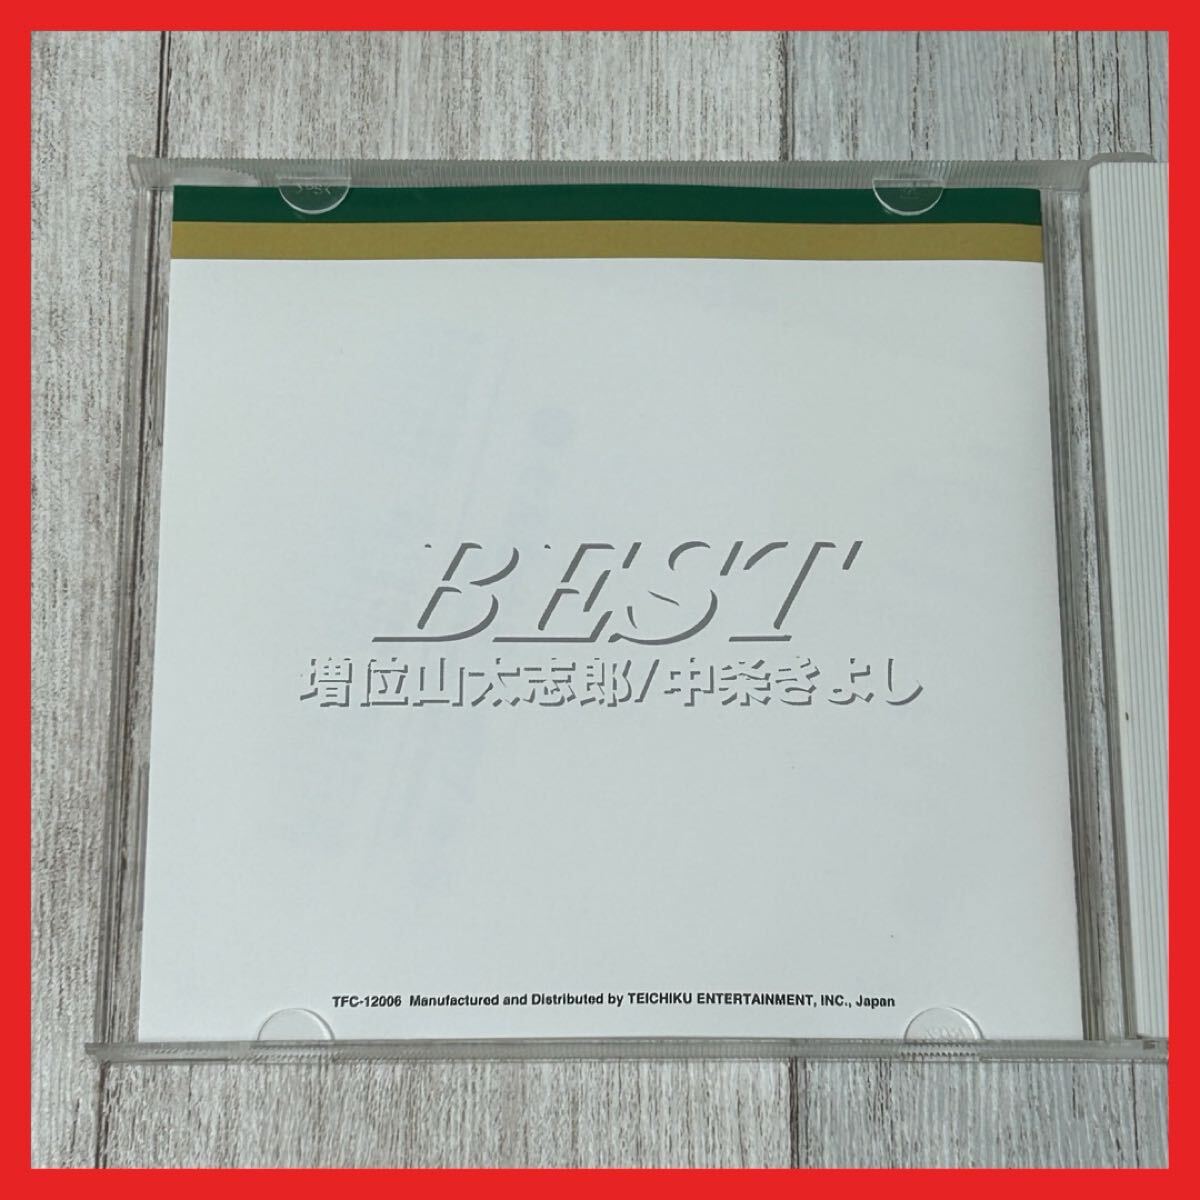 BEST
増位山太志郎/中条きよし
TFC-12006 Manufactured and Distributed by TEICHIKU ENTERTAINMENT, INC., Japan